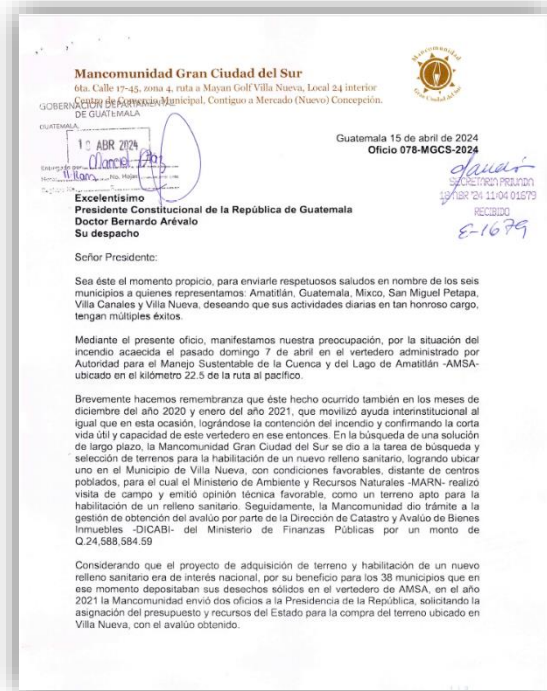 Mancomunidad Gran Ciudad del Sur
6ta. Calle 17-45, zona 4, ruta a Mayan Golf Villa Nueva, Local 24 interior
Centro de Comercio Municipal, Contiguo a Mercado (Nuevo) Concepción.
Mancomunidad
Gran Ciudad del Sur
GOBERNACION DEPARTAMENTAL
DE GUATEMALA
GUATEMALA,
ABR 2024
No. Hojas
Guatemala 15 de abril de 2024
Oficio 078-MGCS-2024
SECRETARIA PRIVADA
ABR '24 11:04 01679
RECIBIDO
E-1679
Excelentísimo
Presidente Constitucional de la República de Guatemala
Doctor Bernardo Arévalo
Su despacho
Señor Presidente:
Sea éste el momento propicio, para enviarle respetuosos saludos en nombre de los seis
municipios a quienes representamos: Amatitlán, Guatemala, Mixco, San Miguel Petapa,
Villa Canales y Villa Nueva, deseando que sus actividades diarias en tan honroso cargo,
tengan múltiples éxitos.
Mediante el presente oficio, manifestamos nuestra preocupación, por la situación del
incendio acaecida el pasado domingo 7 de abril en el vertedero administrado por
Autoridad para el Manejo Sustentable de la Cuenca y del Lago de Amatitlán -AMSA-
ubicado en el kilómetro 22.5 de la ruta al pacífico.
Brevemente hacemos remembranza que éste hecho ocurrido también en los meses de
diciembre del año 2020 y enero del año 2021, que movilizó ayuda interinstitucional al
igual que en esta ocasión, lográndose la contención del incendio y confirmando la corta
vida útil y capacidad de este vertedero en ese entonces. En la búsqueda de una solución
de largo plazo, la Mancomunidad Gran Ciudad del Sur se dio a la tarea de búsqueda y
selección de terrenos para la habilitación de un nuevo relleno sanitario, logrando ubicar
uno en el Municipio de Villa Nueva, con condiciones favorables, distante de centros
poblados, para el cual el Ministerio de Ambiente y Recursos Naturales -MARN- realizó
visita de campo y emitió opinión técnica favorable, como un terreno apto para la
habilitación de un relleno sanitario. Seguidamente, la Mancomunidad dio trámite a la
gestión de obtención del avalúo por parte de la Dirección de Catastro y Avalúo de Bienes
Inmuebles -DICABI- del Ministerio de Finanzas Públicas por un monto de
Q.24,588,584.59
Considerando que el proyecto de adquisición de terreno y habilitación de un nuevo
relleno sanitario era de interés nacional, por su beneficio para los 38 municipios que en
ese momento depositaban sus desechos sólidos en el vertedero de AMSA, en el año
2021 la Mancomunidad envió dos oficios a la Presidencia de la República, solicitando la
asignación del presupuesto y recursos del Estado para la compra del terreno ubicado en
Villa Nueva, con el avalúo obtenido.